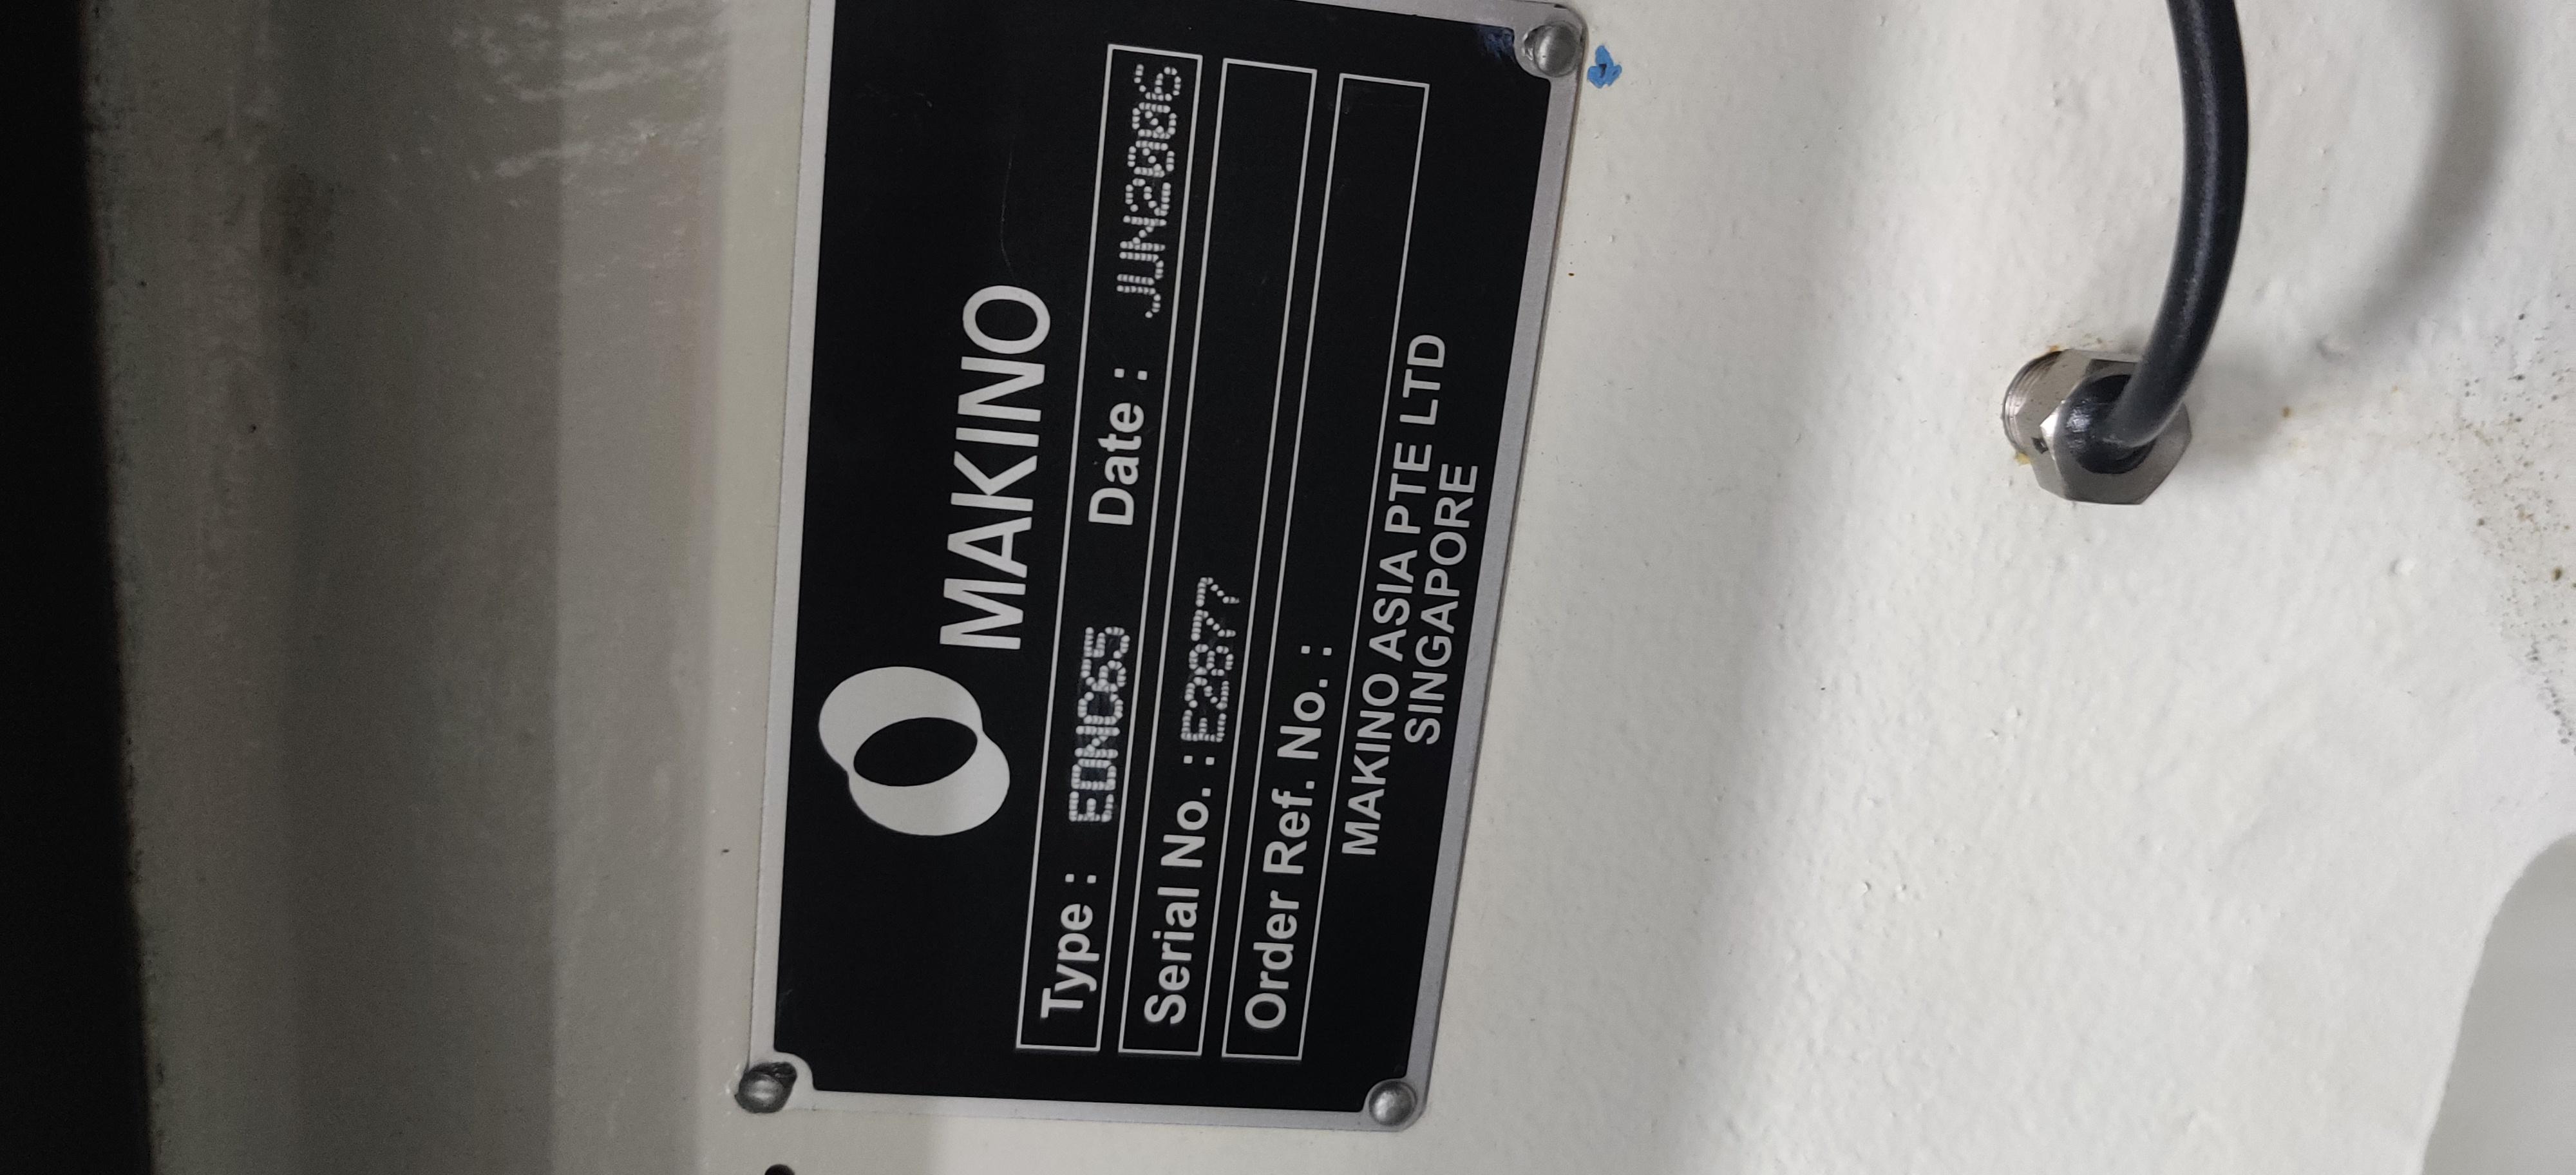 MAKINO
Type : EDNC65 Date : JUN2006
Serial No. : E2877
Order Ref. No. :
MAKINO ASIA PTE LTD
SINGAPORE